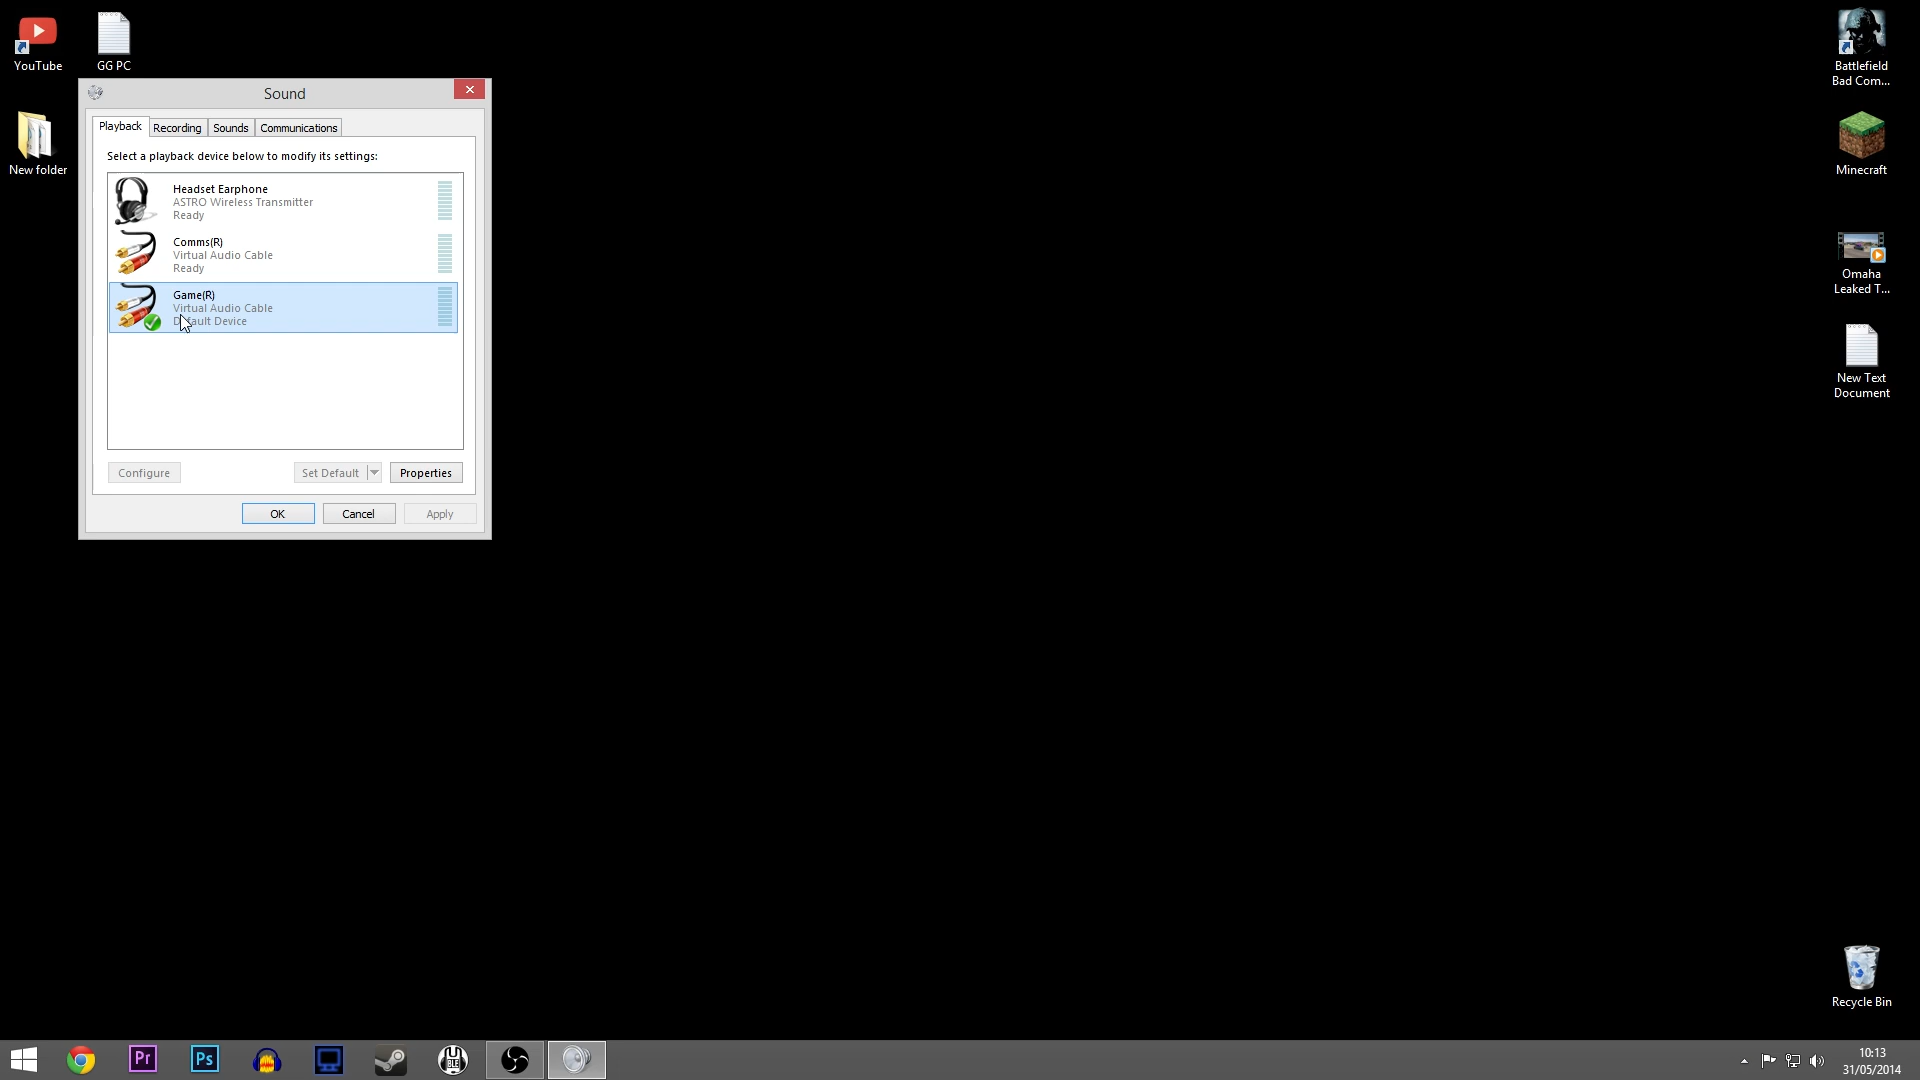 YouTube
GG PC
New folder
Sound
Playback
Recording
Sounds
Communications
Select a playback device below to modify its settings:
Headset Earphone
ASTRO Wireless Transmitter
Ready
Comms(R)
Virtual Audio Cable
Ready
Game(R)
Virtual Audio Cable
Default Device
Configure
Set Default
Properties
OK
Cancel
Apply
Battlefield
Bad Com...
Minecraft
Omaha
Leaked T...
New Text
Document
Recycle Bin
Pr
Ps
10:13
31/05/2014